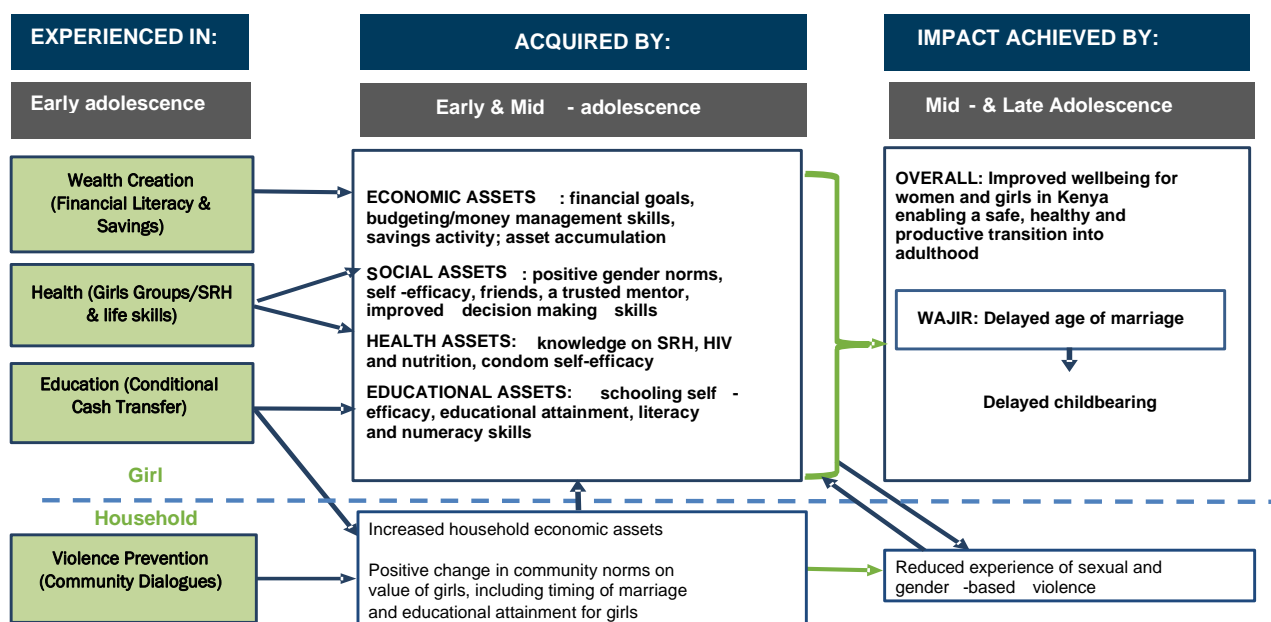 EXPERIENCED IN:
ACQUIRED BY:
IMPACT ACHIEVED BY:
Early adolescence
Early & Mid - adolescence
Mid - & Late Adolescence
Wealth Creation
(Financial Literacy &
Savings)
Health (Girls Groups/SRH
& life skills)
Education (Conditional
Cash Transfer)
Girl
ECONOMIC ASSETS : financial goals,
budgeting/money management skills,
savings activity; asset accumulation
SOCIAL ASSETS : positive gender norms,
self -efficacy, friends, a trusted mentor,
improved decision making skills
HEALTH ASSETS: knowledge on SRH, HIV
and nutrition, condom self-efficacy
EDUCATIONAL ASSETS: schooling self -
efficacy, educational attainment, literacy
and numeracy skills
OVERALL: Improved wellbeing for
women and girls in Kenya
enabling a safe, healthy and
productive transition into
adulthood
WAJIR: Delayed age of marriage
Delayed childbearing
Household
Violence Prevention
(Community Dialogues)
Increased household economic assets
Positive change in community norms on
value of girls, including timing of marriage
and educational attainment for girls
Reduced experience of sexual and
gender -based violence